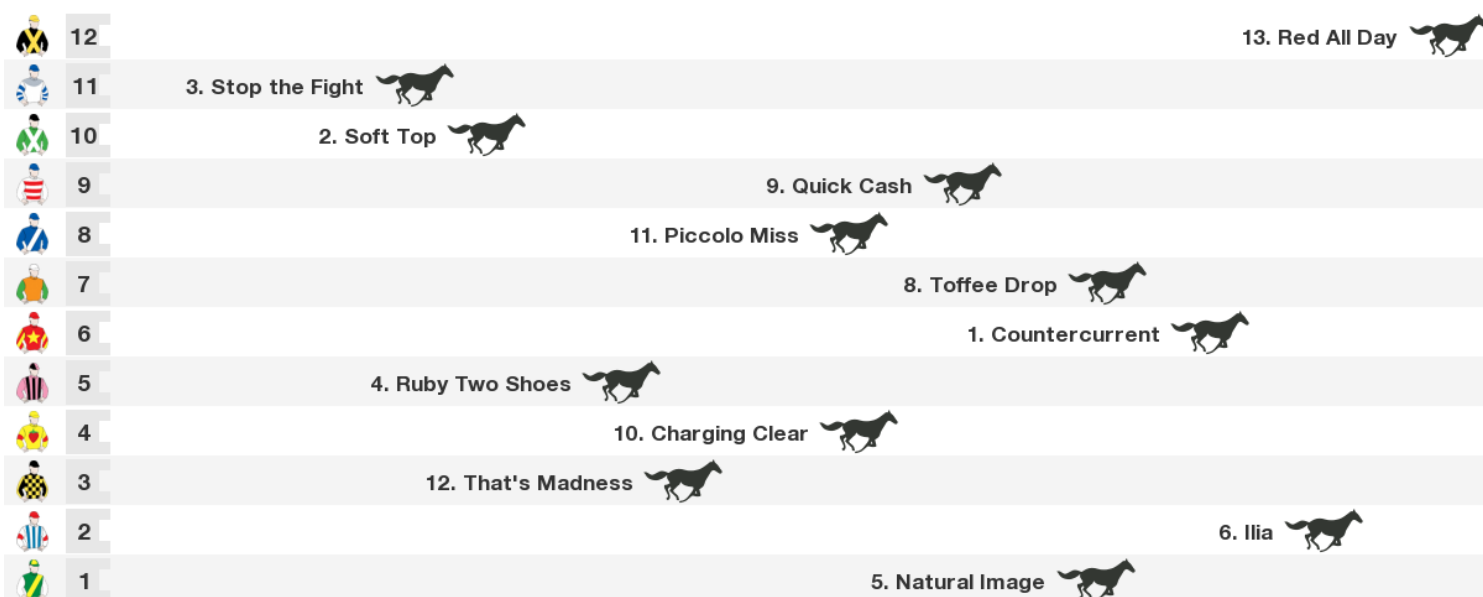 12 13. Red All Day
11 3. Stop the Fight
10 2. Soft Top
9 9. Quick Cash
8 11. Piccolo Miss
7 8. Toffee Drop
6 1. Countercurrent
5 4. Ruby Two Shoes
4 10. Charging Clear
3 12. That's Madness
2 6. Ilia
1 5. Natural Image